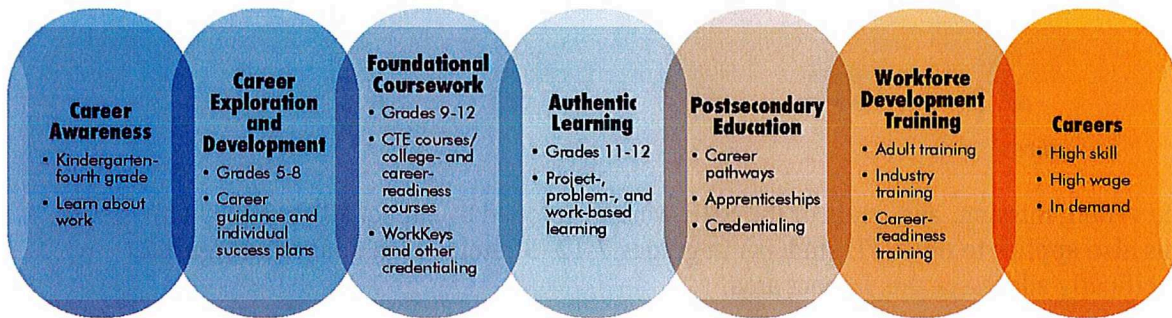 Career
Awareness
• Kindergarten-
fourth grade
• Learn about
work
Career
Exploration
and
Development
• Grades 5-8
• Career
guidance and
individual
success plans
Foundational
Coursework
• Grades 9-12
• CTE courses/
college- and
career-
readiness
courses
• WorkKeys
and other
credentialing
Authentic
Learning
• Grades 11-12
• Project-,
problem-, and
work-based
learning
Postsecondary
Education
• Career
pathways
• Apprenticeships
• Credentialing
Workforce
Development
Training
• Adult training
• Industry
training
• Career-
readiness
training
Careers
• High skill
• High wage
• In demand